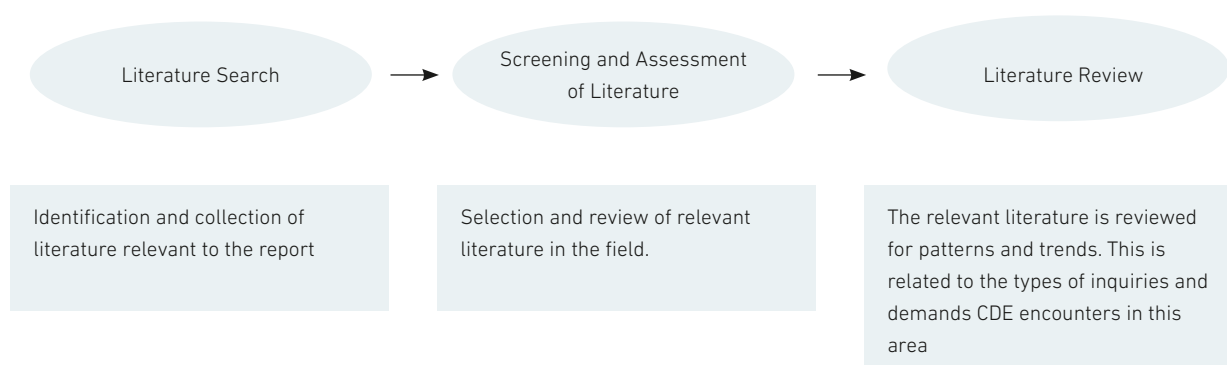 Literature Search
Screening and Assessment
of Literature
Literature Review
Identification and collection of
literature relevant to the report
Selection and review of relevant
literature in the field.
The relevant literature is reviewed
for patterns and trends. This is
related to the types of inquiries and
demands CDE encounters in this
area